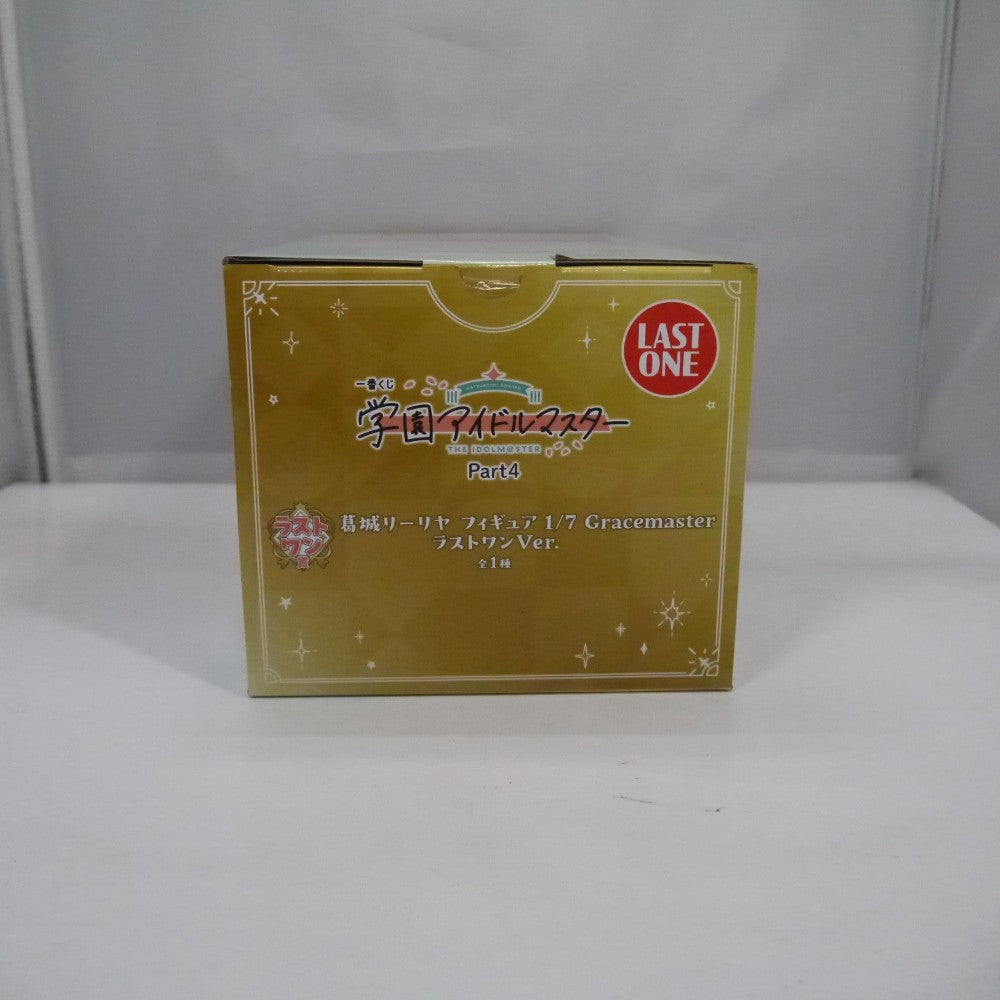 LAST
ONE
一番くじ
HATSUBOSHI GAKUEN
学園アイドルマスター
THE IDOLM@STER
Part4
ラスト
ワン
賞
葛城リーリヤ フィギュア 1/7 Gracemaster
ラストワンVer.
全1種